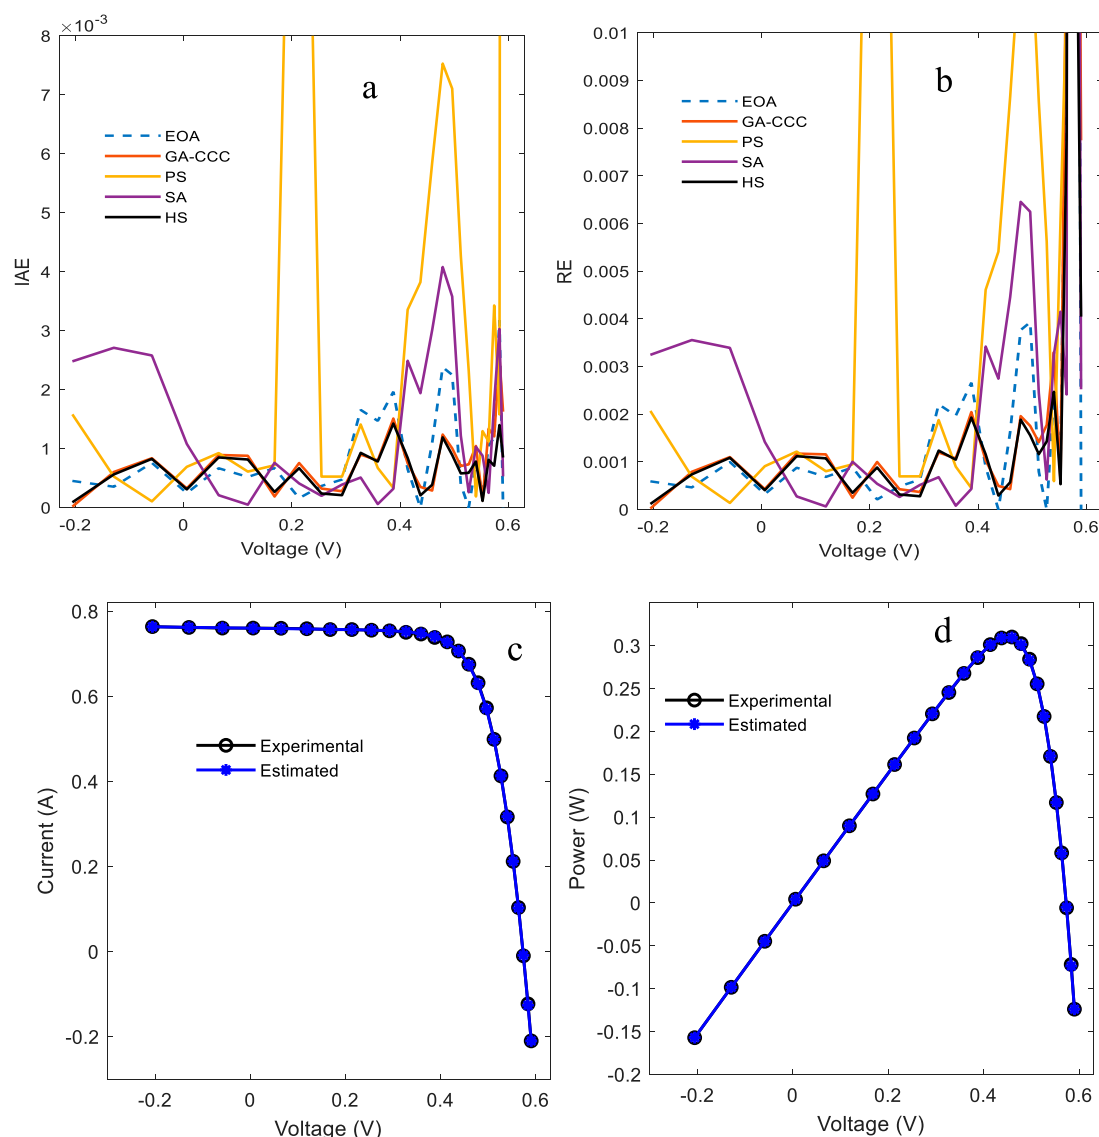 ×10⁻³
8
7
6
5
4
3
2
1
0
IAE
a
EOA
GA-CCC
PS
SA
HS
-0.2
0
0.2
0.4
0.6
Voltage (V)
0.01
0.009
0.008
0.007
0.006
0.005
0.004
0.003
0.002
0.001
0
RE
b
EOA
GA-CCC
PS
SA
HS
-0.2
0
0.2
0.4
0.6
Voltage (V)
0.8
0.6
0.4
0.2
0
-0.2
Current (A)
c
Experimental
Estimated
-0.2
0
0.2
0.4
0.6
Voltage (V)
0.3
0.25
0.2
0.15
0.1
0.05
0
-0.05
-0.1
-0.15
-0.2
Power (W)
d
Experimental
Estimated
-0.2
0
0.2
0.4
0.6
Voltage (V)